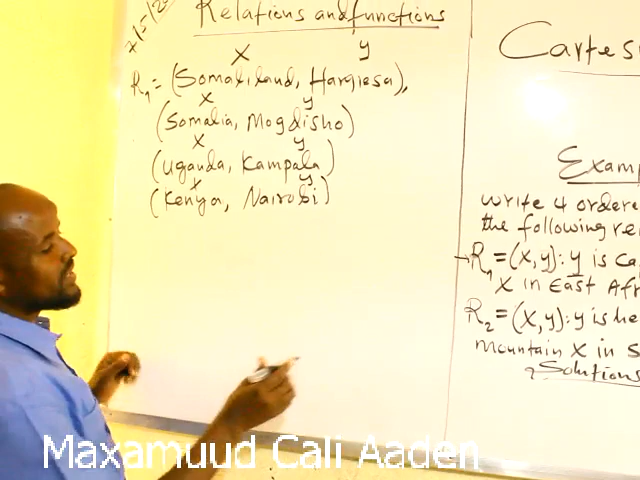 Relations and functions
x y
R₁ = (Somaliland, Hargiesa),
x y
(Somalia, Mogdisho)
x y
(Uganda, Kampala)
x y
(Kenya, Nairobi)
Cartes
Examp
write 4 ordere
the following re
→R₁ = (x, y): y is ca
x in East Afr
R₂ = (x, y): y is he
mountain x in S
Solutions
Maxamuud Cali Aaden